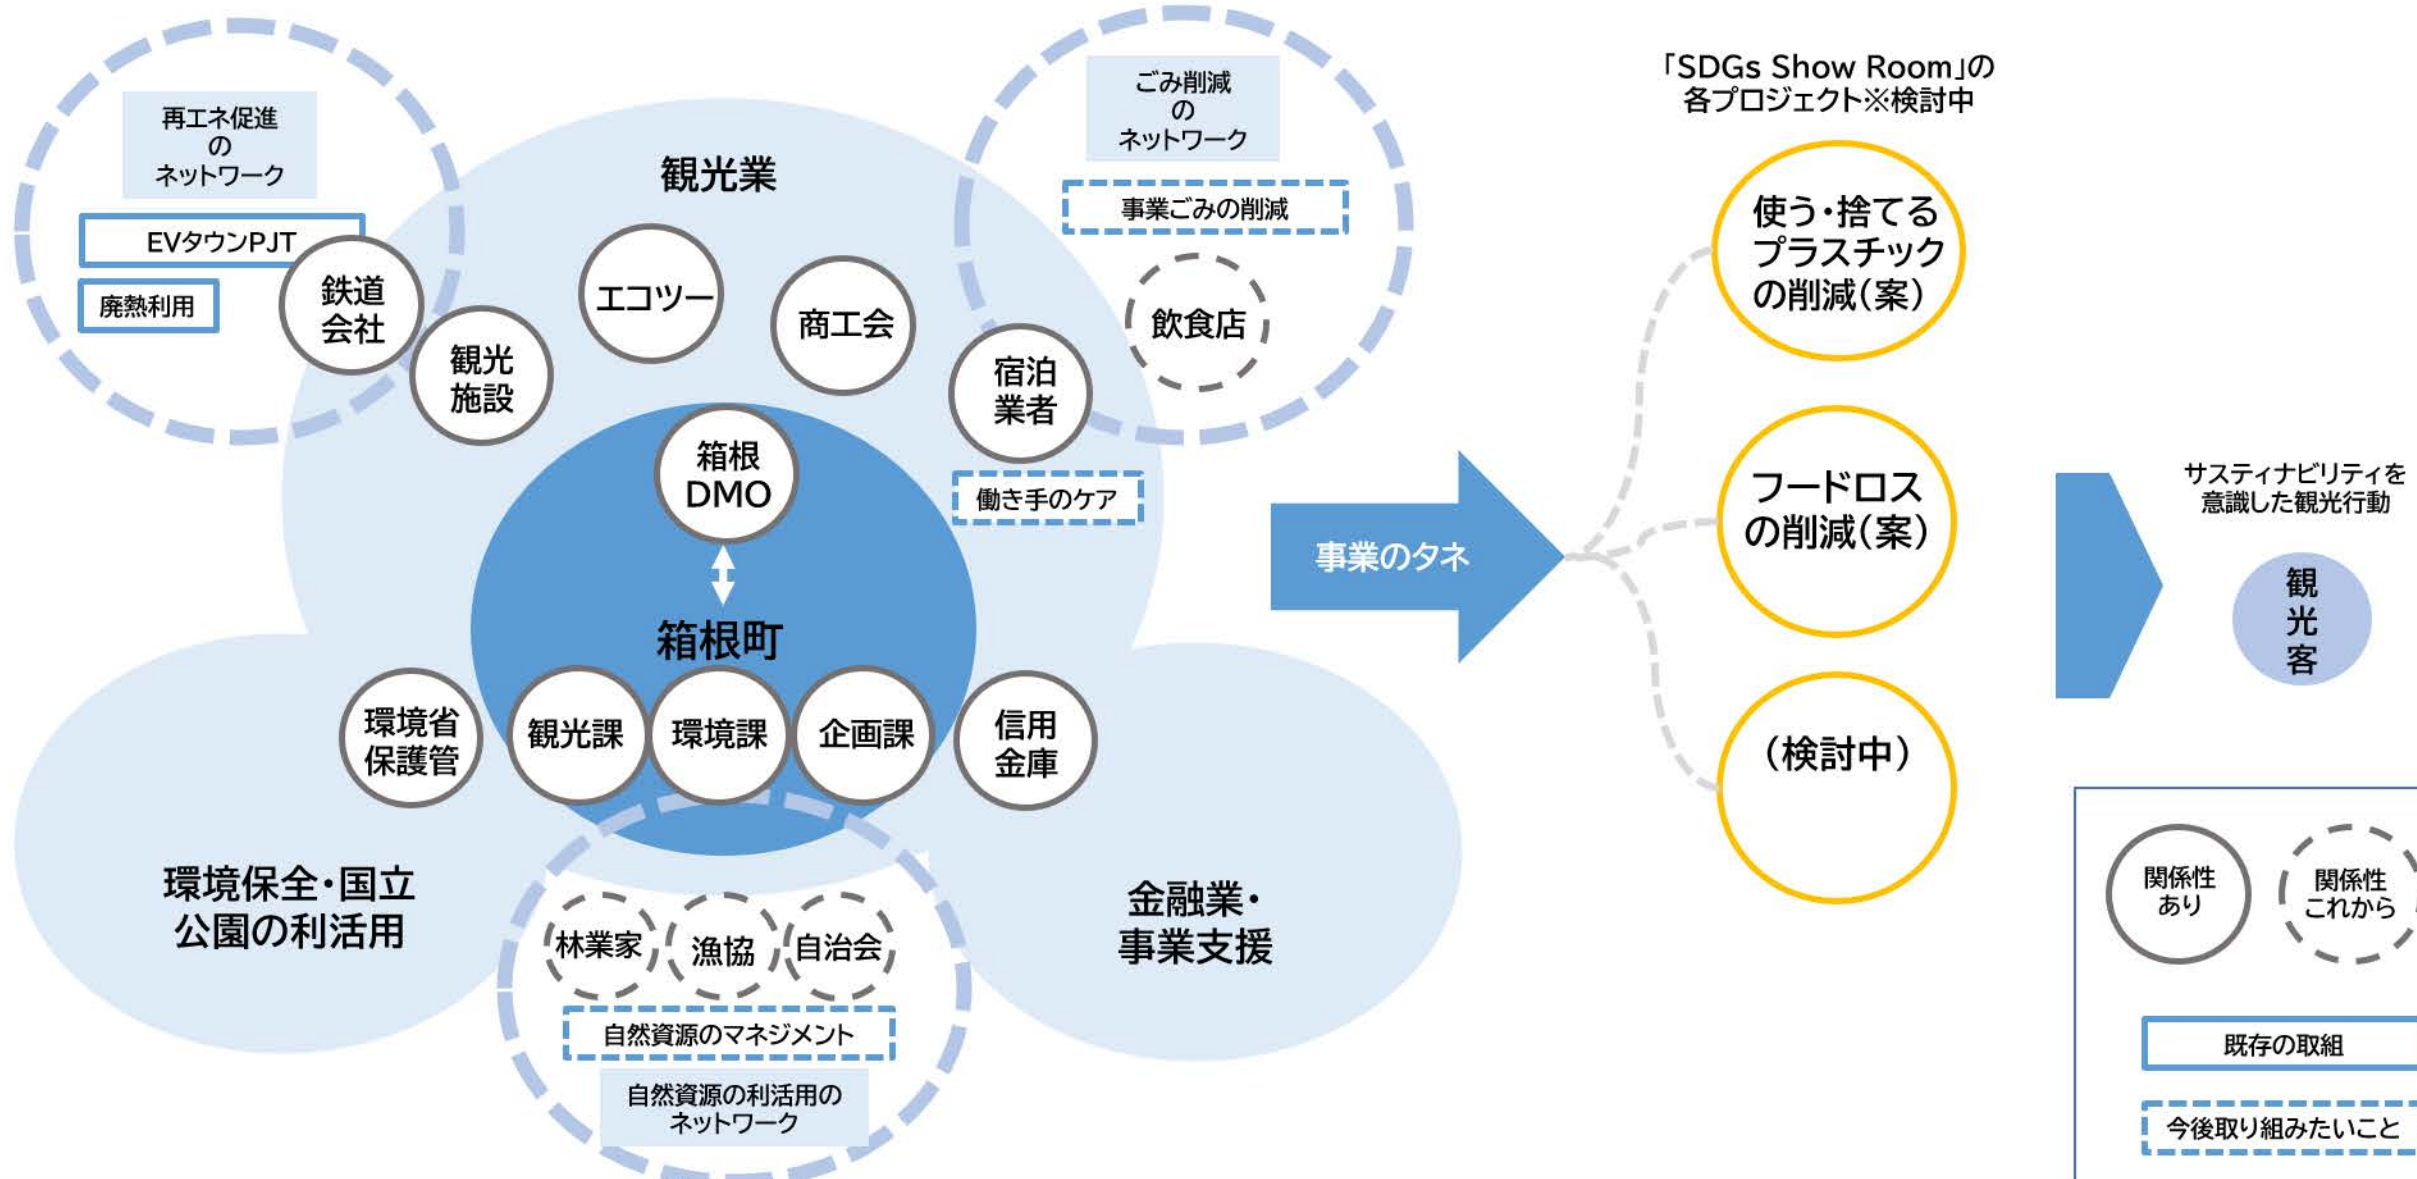 再エネ促進
の
ネットワーク
EVタウンPJT
廃熱利用
鉄道
会社
観光
施設
観光業
エコツー
商工会
宿泊
業者
働き手のケア
ごみ削減
の
ネットワーク
事業ごみの削減
飲食店
箱根
DMO
箱根町
環境省
保護管
観光課
環境課
企画課
信用
金庫
環境保全・国立
公園の利活用
金融業・
事業支援
林業家
漁協
自治会
自然資源のマネジメント
自然資源の利活用の
ネットワーク
事業のタネ
「SDGs Show Room」の
各プロジェクト※検討中
使う・捨てる
プラスチック
の削減(案)
フードロス
の削減(案)
(検討中)
サスティナビリティを
意識した観光行動
観
光
客
関係性
あり
関係性
これから
既存の取組
今後取り組みたいこと